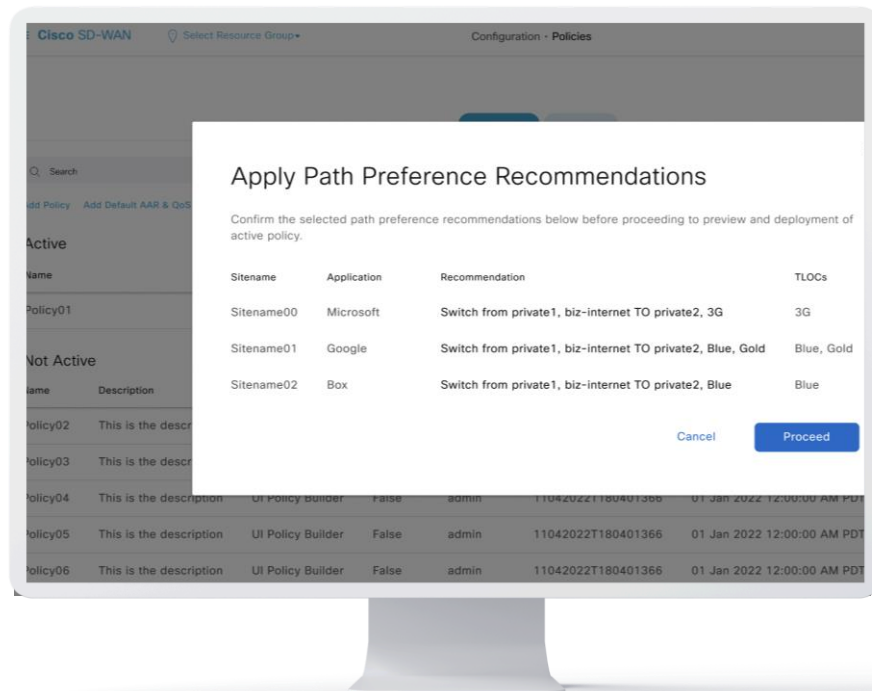 Cisco SD-WAN Select Resource Group Configuration · Policies
Search
Add Policy Add Default AAR & QoS
Active
Name
Policy01
Not Active
Name Description
Policy02 This is the descr
Policy03 This is the descr
Policy04 This is the description UI Policy Builder False admin 11042022T180401366 01 Jan 2022 12:00:00 AM PDT
Policy05 This is the description UI Policy Builder False admin 11042022T180401366 01 Jan 2022 12:00:00 AM PDT
Policy06 This is the description UI Policy Builder False admin 11042022T180401366 01 Jan 2022 12:00:00 AM PDT
Apply Path Preference Recommendations
Confirm the selected path preference recommendations below before proceeding to preview and deployment of
active policy.
Sitename Application Recommendation TLOCs
Sitename00 Microsoft Switch from private1, biz-internet TO private2, 3G 3G
Sitename01 Google Switch from private1, biz-internet TO private2, Blue, Gold Blue, Gold
Sitename02 Box Switch from private1, biz-internet TO private2, Blue Blue
Cancel Proceed